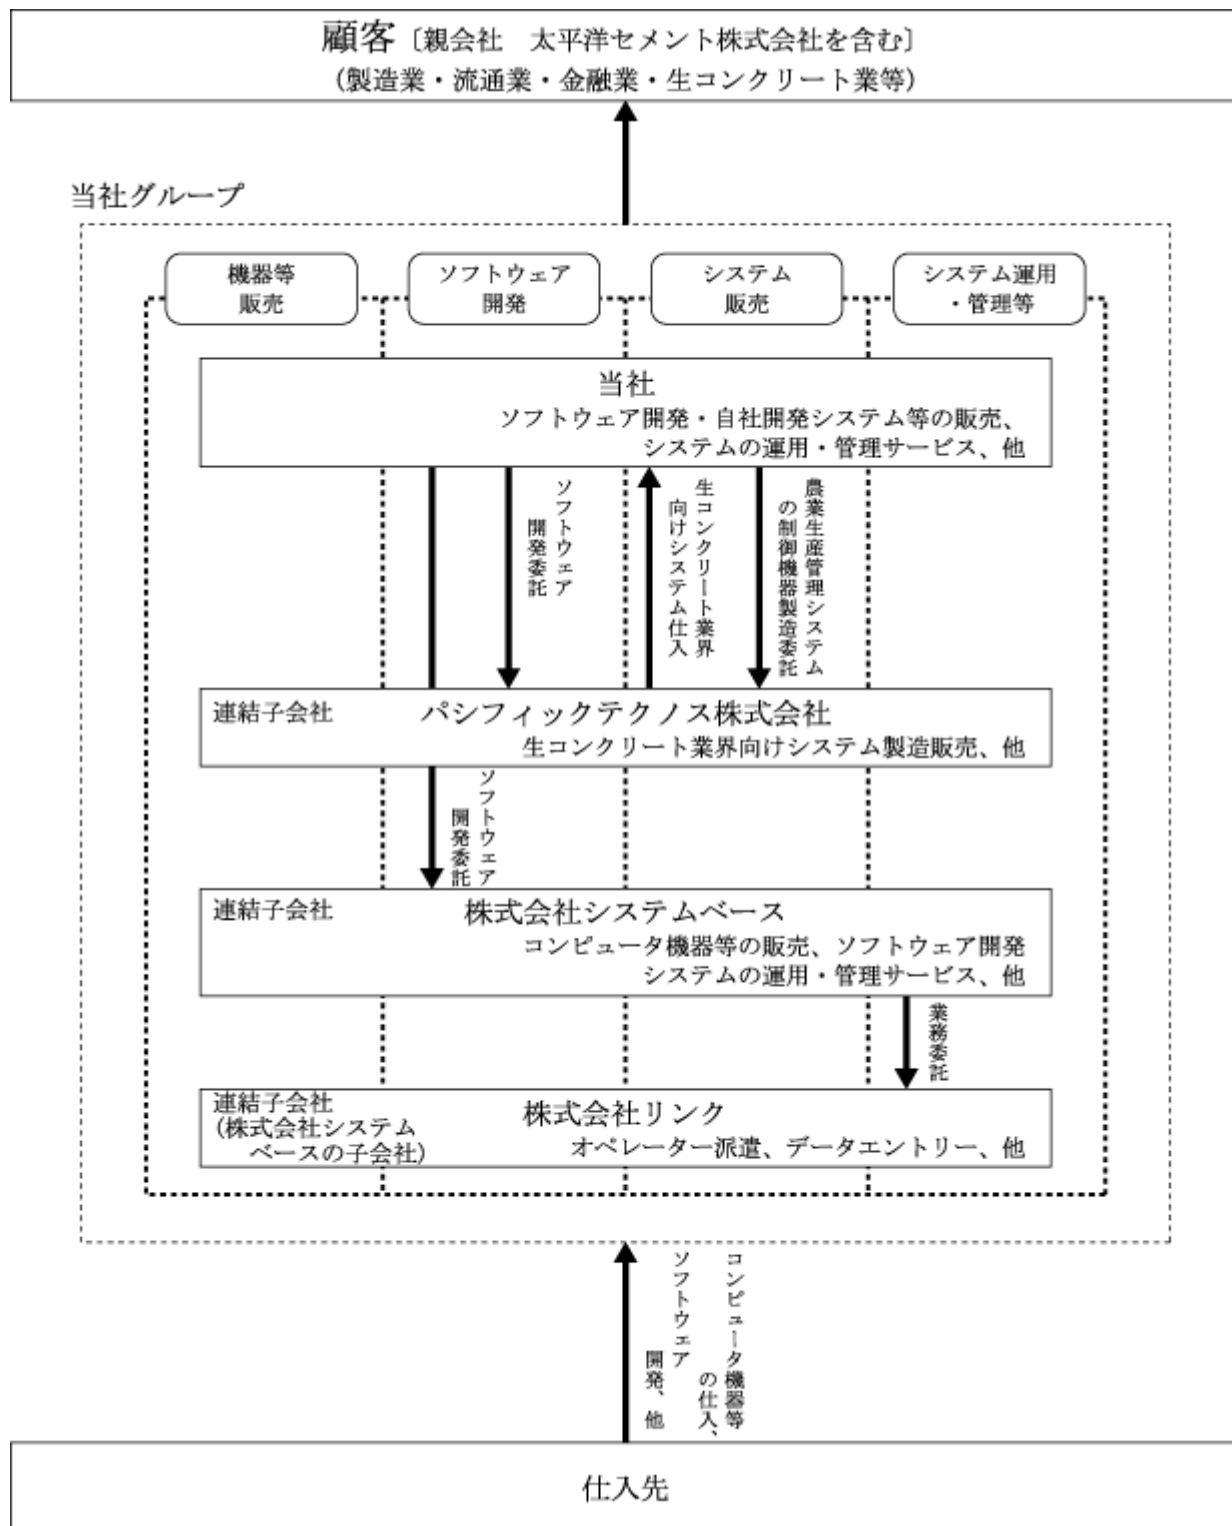 顧客〔親会社　太平洋セメント株式会社を含む〕
(製造業・流通業・金融業・生コンクリート業等)
当社グループ
機器等
販売
ソフトウェア
開発
システム
販売
システム運用
・管理等
当社
ソフトウェア開発・自社開発システム等の販売、
システムの運用・管理サービス、他
ソフトウェア
開発委託
生コンクリート業界
向けシステム仕入
農業生産管理システム
の制御機器製造委託
連結子会社
パシフィックテクノス株式会社
生コンクリート業界向けシステム製造販売、他
ソフトウェア
開発委託
連結子会社
株式会社システムベース
コンピュータ機器等の販売、ソフトウェア開発
システムの運用・管理サービス、他
業務委託
連結子会社
(株式会社システム
ベースの子会社)
株式会社リンク
オペレーター派遣、データエントリー、他
コンピュータ機器等
の仕入、
ソフトウェア
開発、他
仕入先